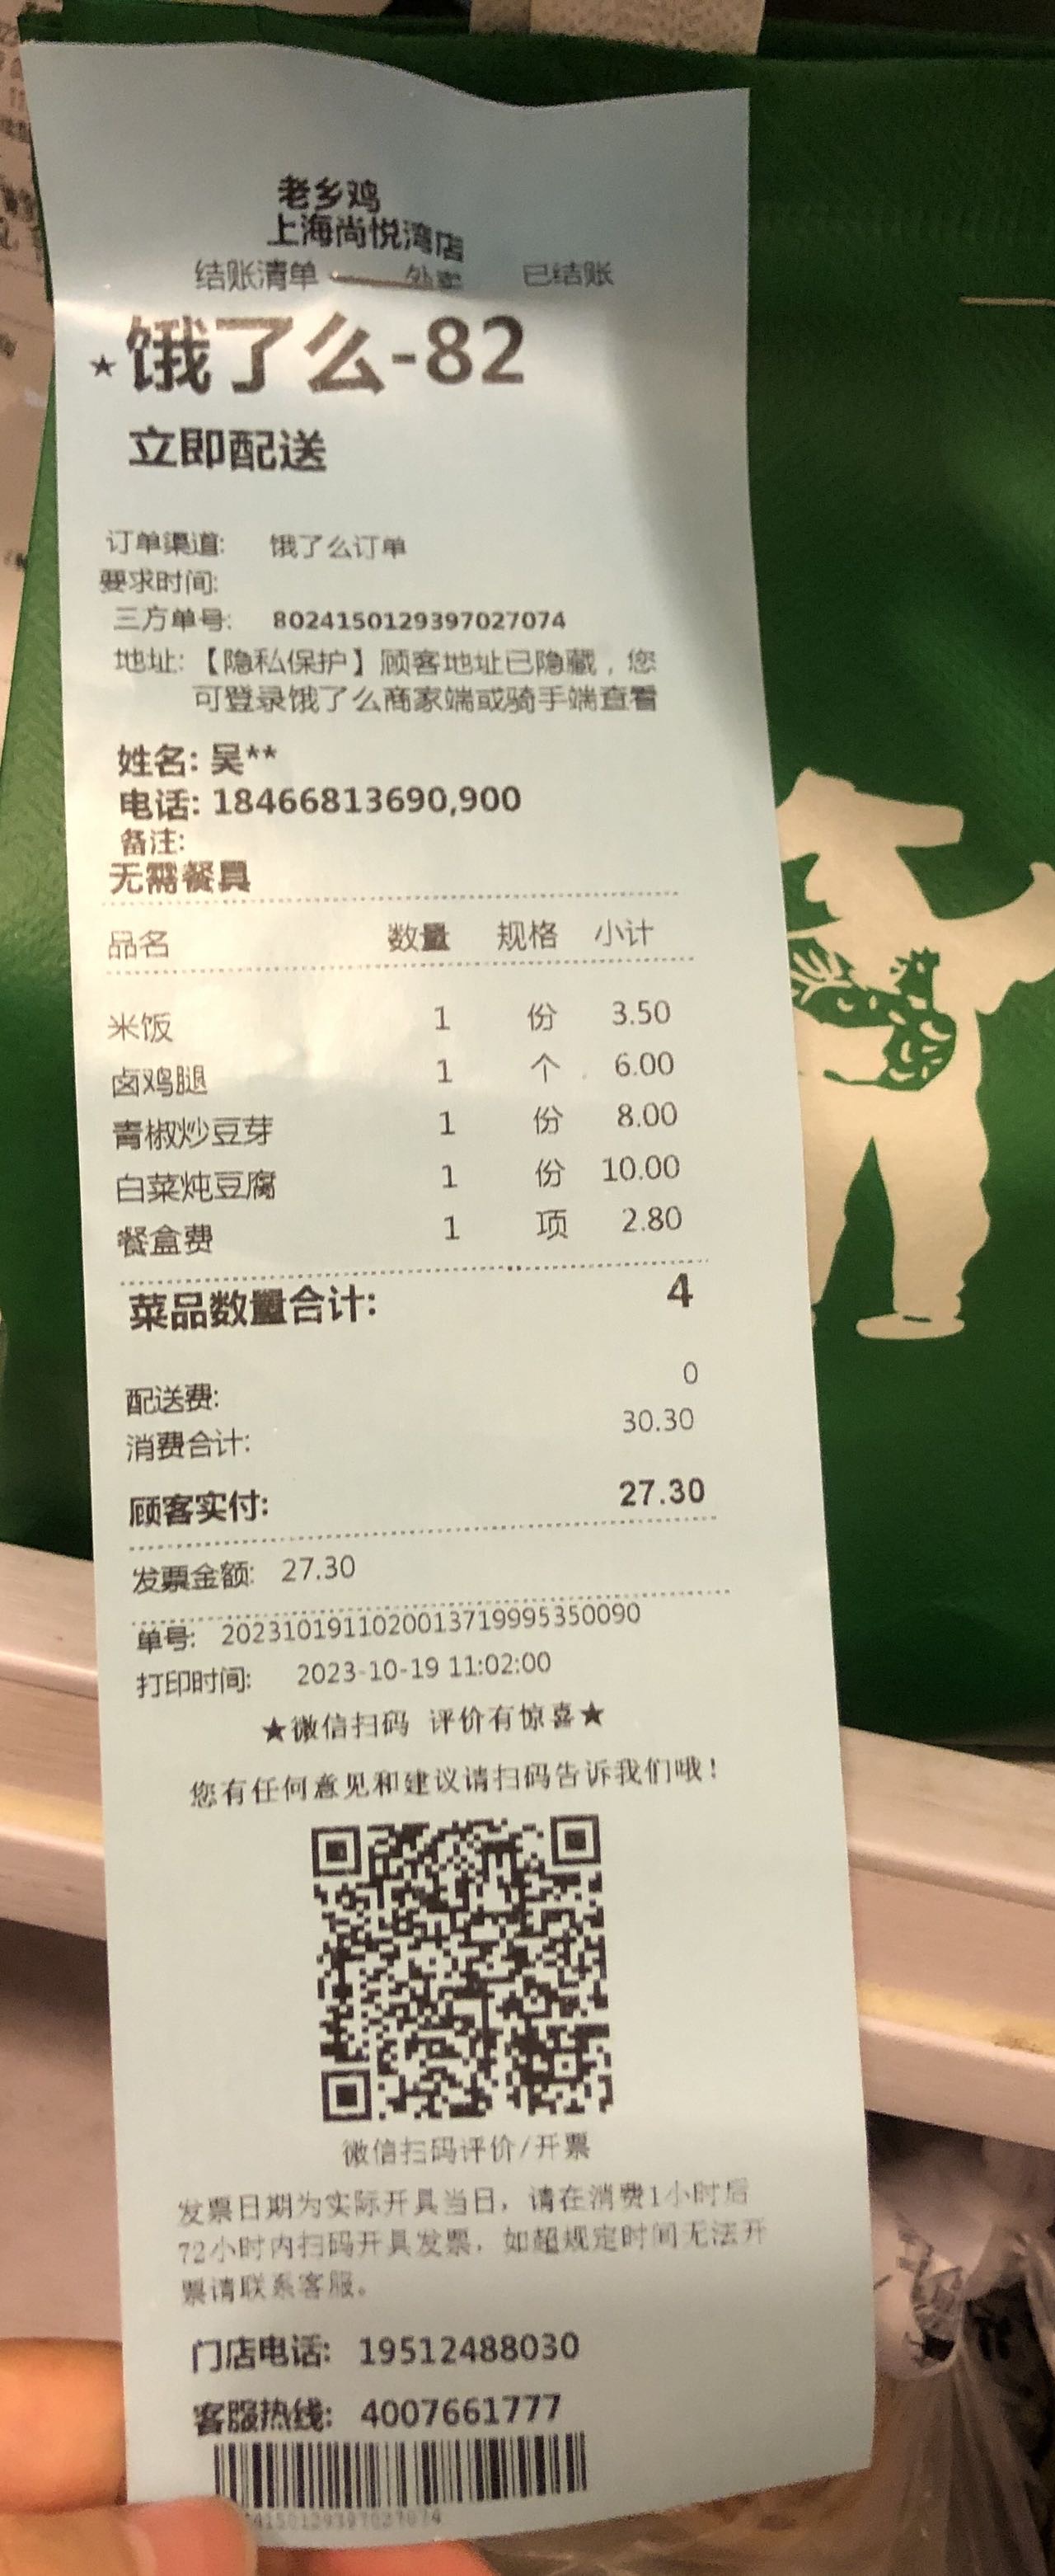 老乡鸡
上海尚悦湾店
结账清单 —— 外卖 已结账
★饿了么-82
立即配送
订单渠道: 饿了么订单
要求时间:
三方单号: 8024150129397027074
地址:【隐私保护】顾客地址已隐藏，您
可登录饿了么商家端或骑手端查看
姓名: 吴**
电话: 18466813690,900
备注:
无需餐具
品名 数量 规格 小计
米饭 1 份 3.50
卤鸡腿 1 个 6.00
青椒炒豆芽 1 份 8.00
白菜炖豆腐 1 份 10.00
餐盒费 1 项 2.80
菜品数量合计: 4
配送费: 0
消费合计: 30.30
顾客实付: 27.30
发票金额: 27.30
单号: 2023101911020013719995350090
打印时间: 2023-10-19 11:02:00
★微信扫码 评价有惊喜★
您有任何意见和建议请扫码告诉我们哦！
微信扫码评价/开票
发票日期为实际开具当日，请在消费1小时后
72小时内扫码开具发票，如超规定时间无法开
票请联系客服。
门店电话: 19512488030
客服热线: 4007661777